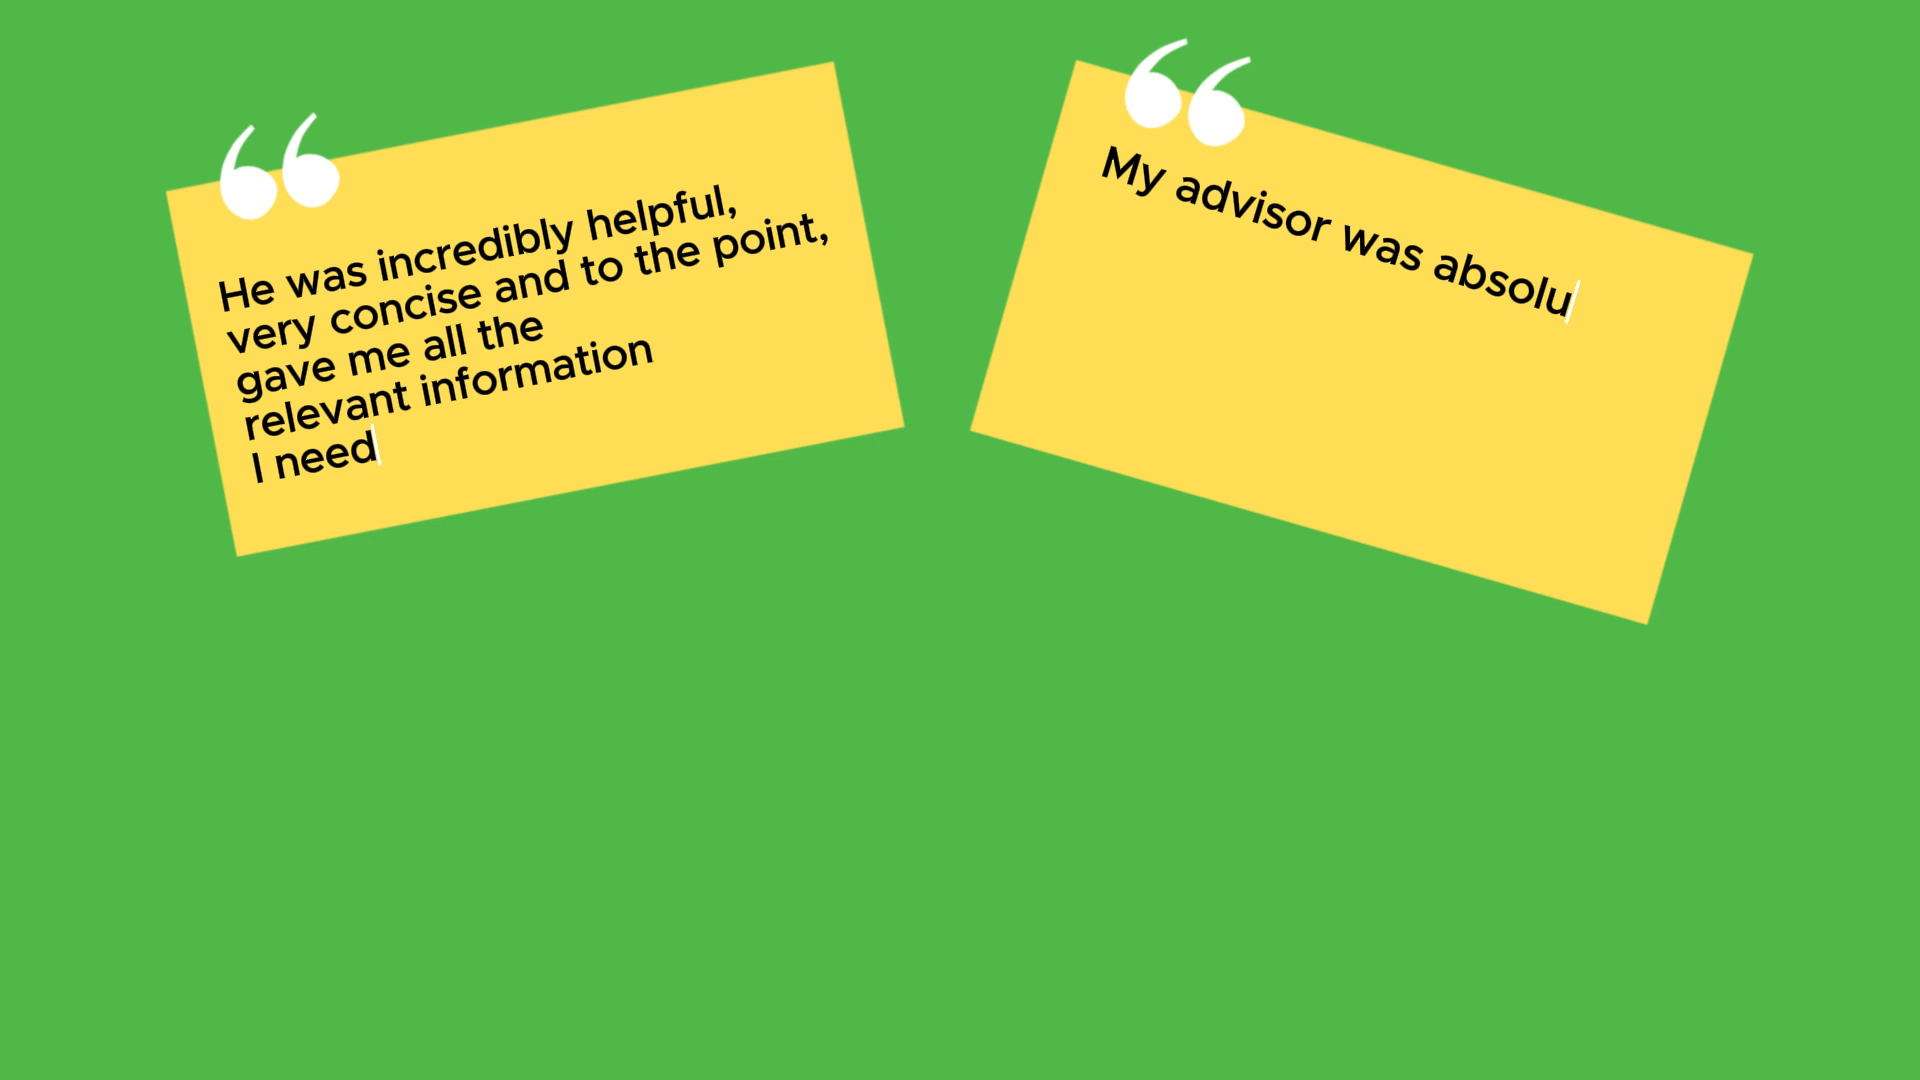 He was incredibly helpful,
very concise and to the point,
gave me all the
relevant information
I need
My advisor was absolu